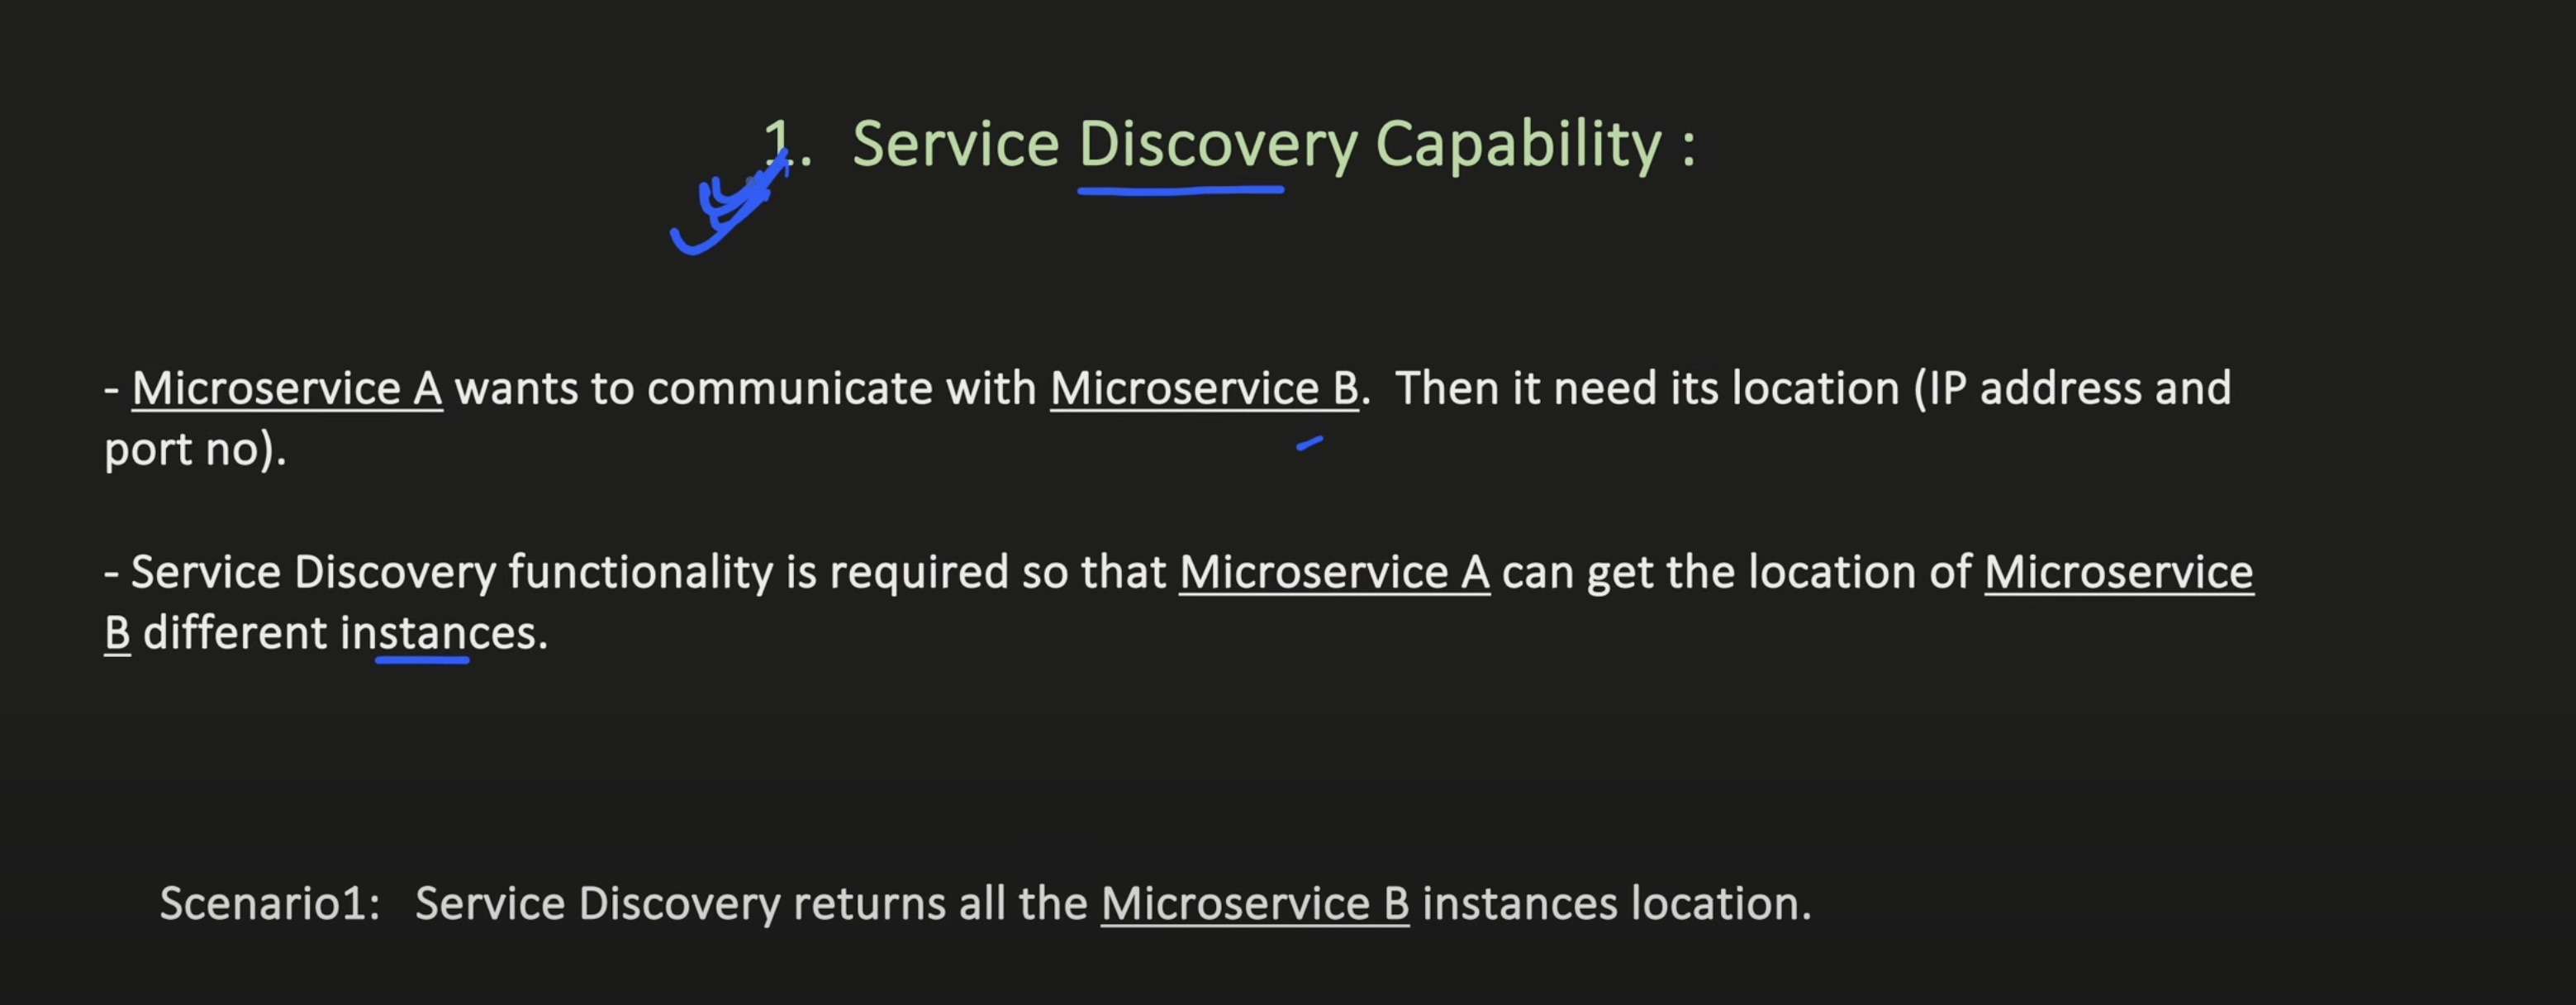 1. Service Discovery Capability :
- Microservice A wants to communicate with Microservice B. Then it need its location (IP address and
port no).
- Service Discovery functionality is required so that Microservice A can get the location of Microservice
B different instances.
Scenario1: Service Discovery returns all the Microservice B instances location.